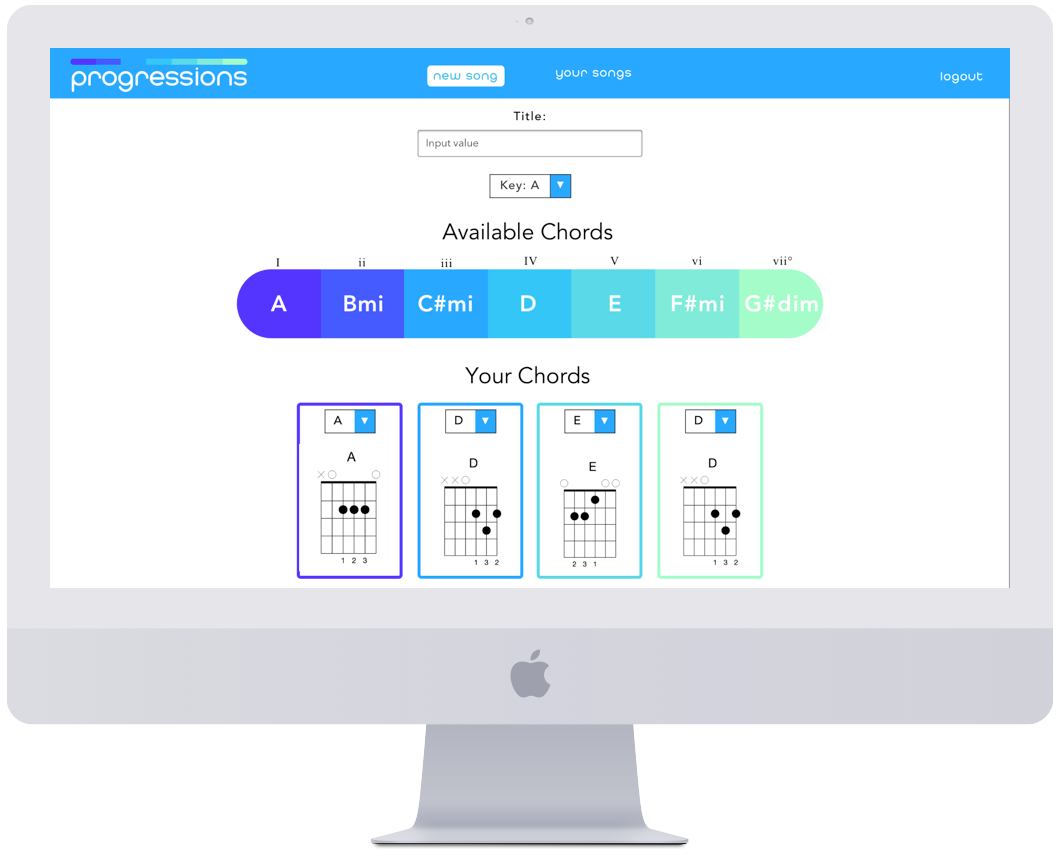 progressions
new song
your songs
logout
Title:
Input value
Key: A ▼
Available Chords
I ii iii IV V vi vii°
A Bmi C#mi D E F#mi G#dim
Your Chords
A ▼ D ▼ E ▼ D ▼
A D E D
1 2 3
1 3 2
2 3 1
1 3 2